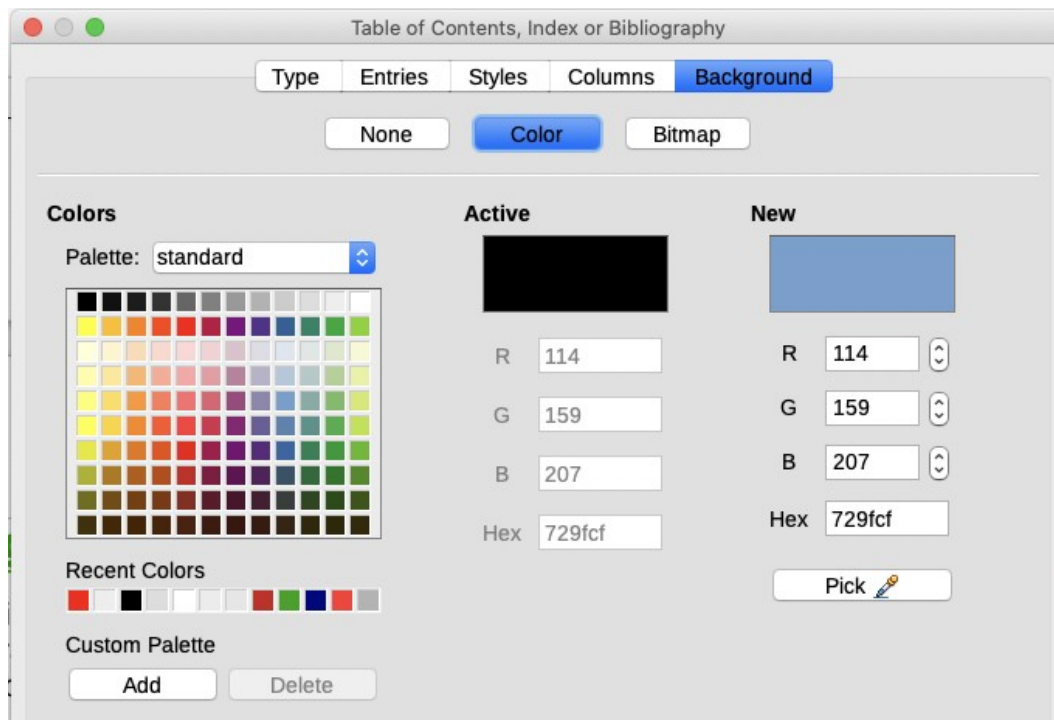 Table of Contents, Index or Bibliography
Type Entries Styles Columns Background
None Color Bitmap
Colors Active New
Palette: standard
R 114 R 114
G 159 G 159
B 207 B 207
Hex 729fcf Hex 729fcf
Recent Colors
Pick
Custom Palette
Add Delete